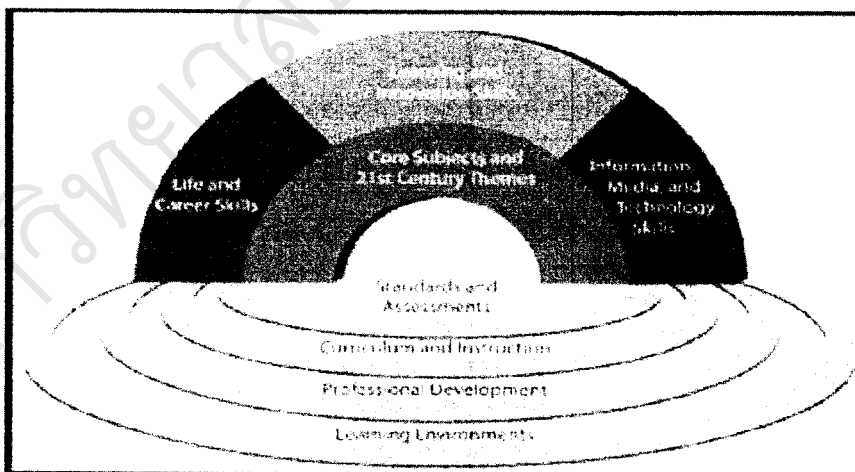 Learning and
Innovation Skills
Core Subjects and
21st Century Themes
Life and
Career Skills
Information,
Media, and
Technology
Skills
Standards and
Assessments
Curriculum and Instruction
Professional Development
Learning Environments